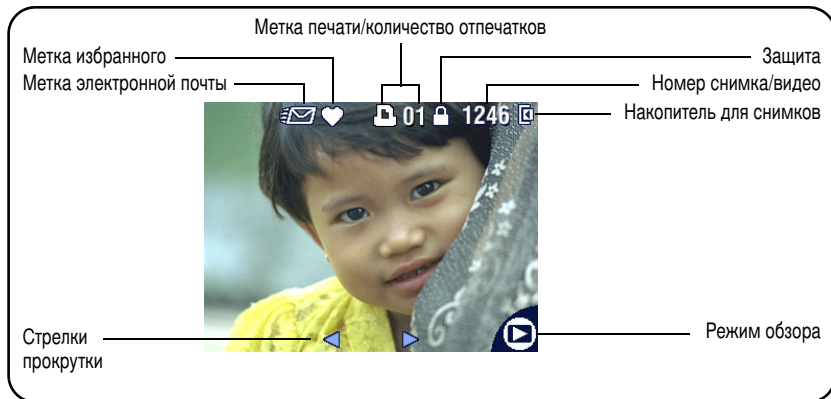 Метка печати/количество отпечатков
Метка избранного
Защита
Метка электронной почты
Номер снимка/видео
01 1246
Накопитель для снимков
Стрелки
прокрутки
Режим обзора